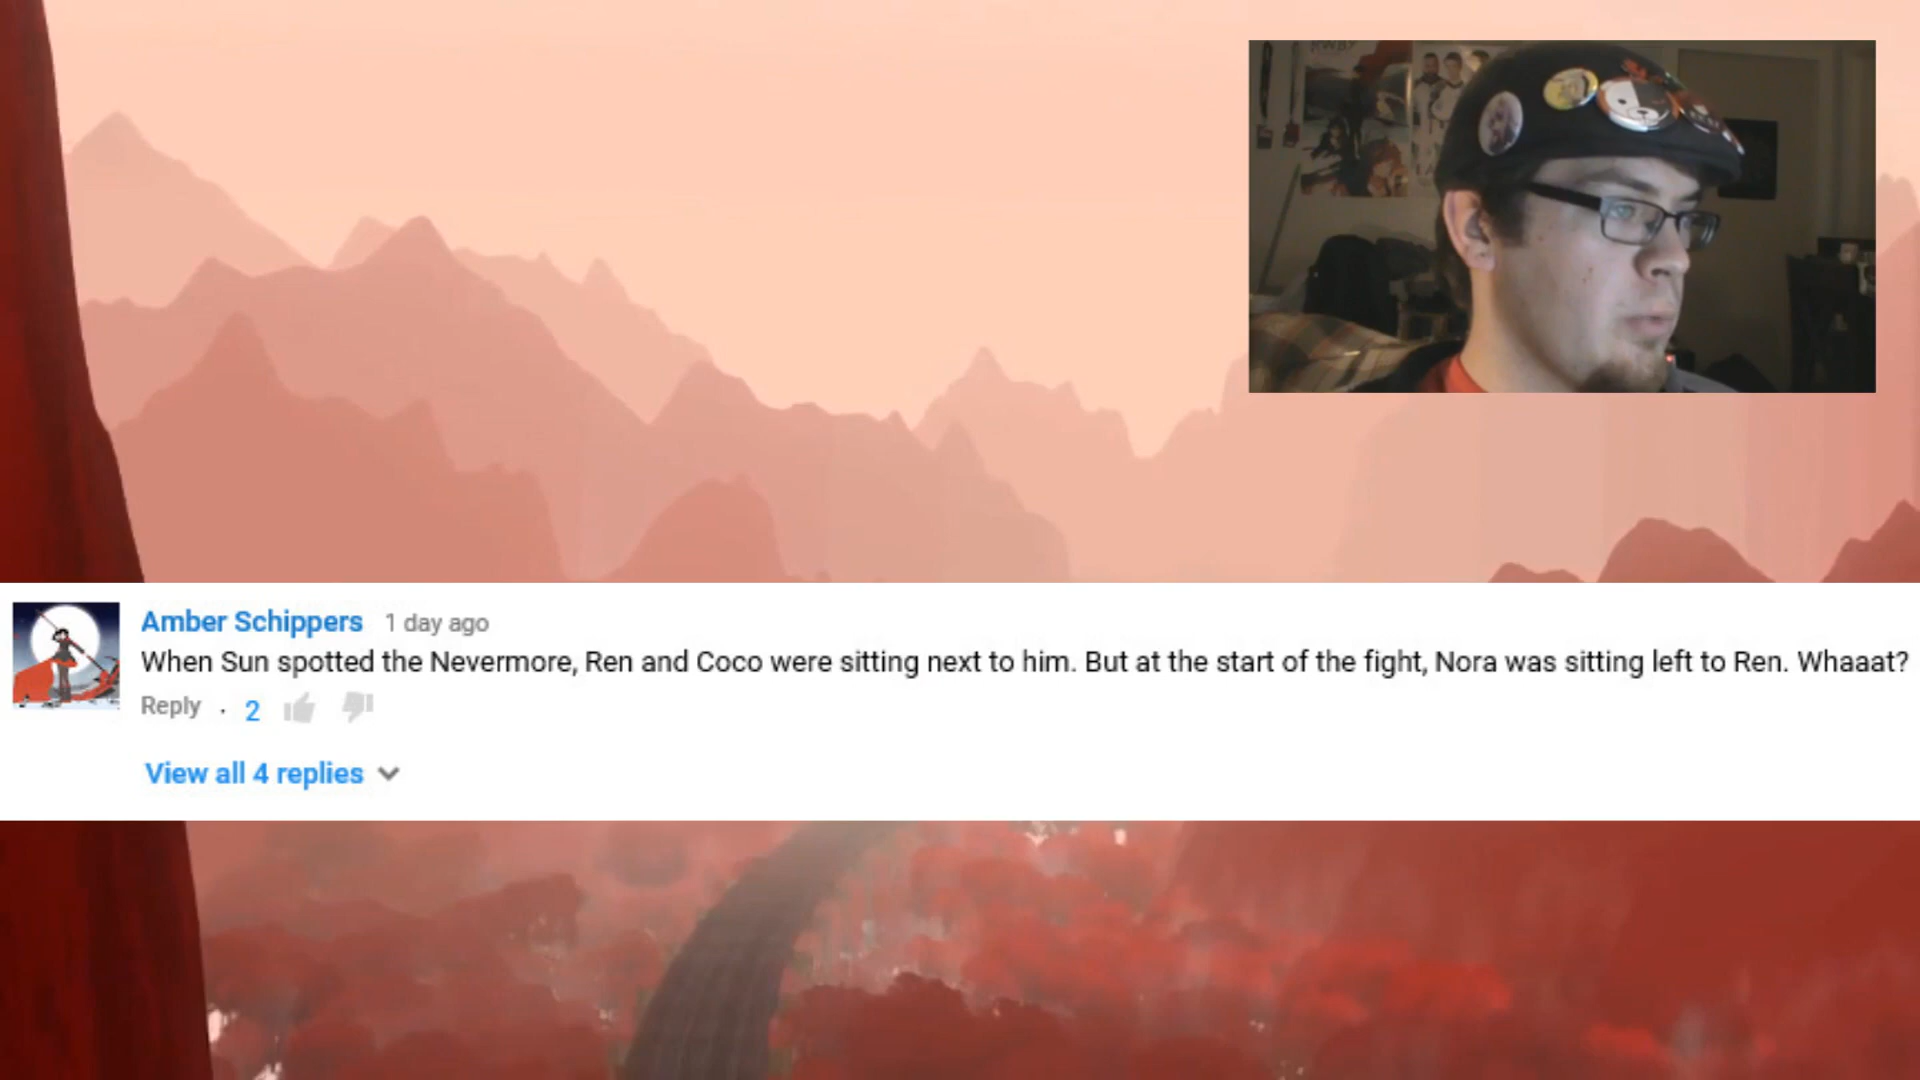 RWBY
Amber Schippers 1 day ago
When Sun spotted the Nevermore, Ren and Coco were sitting next to him. But at the start of the fight, Nora was sitting left to Ren. Whaaat?
Reply . 2
View all 4 replies